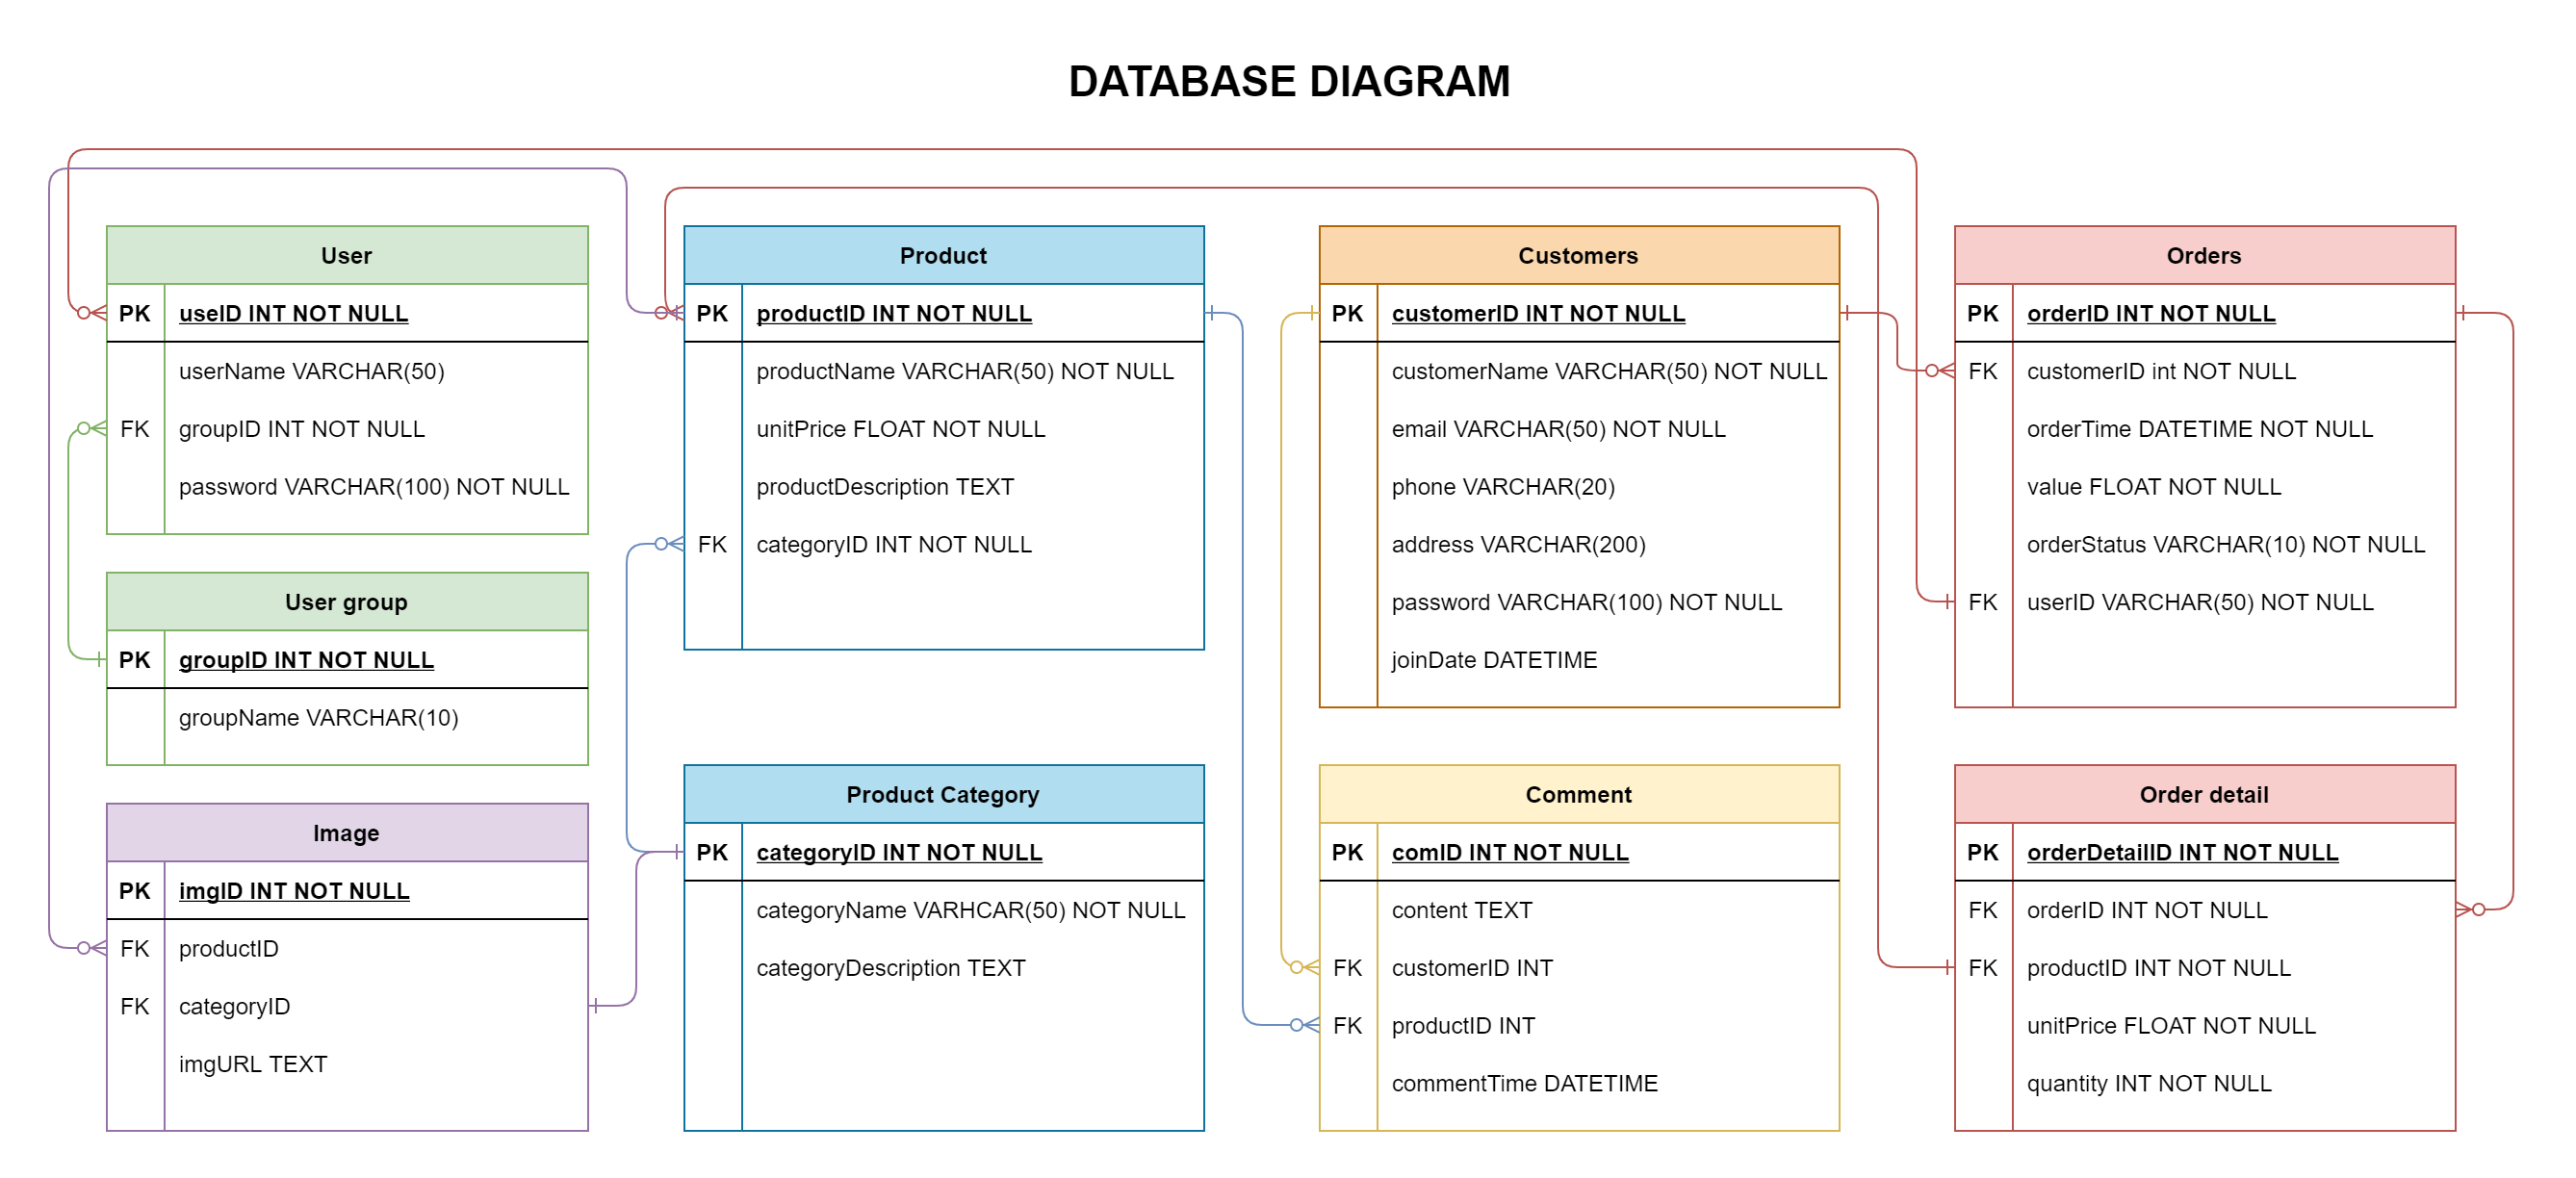 DATABASE DIAGRAM
User
PK useID INT NOT NULL
userName VARCHAR(50)
FK groupID INT NOT NULL
password VARCHAR(100) NOT NULL
User group
PK groupID INT NOT NULL
groupName VARCHAR(10)
Image
PK imgID INT NOT NULL
FK productID
FK categoryID
imgURL TEXT
Product
PK productID INT NOT NULL
productName VARCHAR(50) NOT NULL
unitPrice FLOAT NOT NULL
productDescription TEXT
FK categoryID INT NOT NULL
Product Category
PK categoryID INT NOT NULL
categoryName VARHCAR(50) NOT NULL
categoryDescription TEXT
Customers
PK customerID INT NOT NULL
customerName VARCHAR(50) NOT NULL
email VARCHAR(50) NOT NULL
phone VARCHAR(20)
address VARCHAR(200)
password VARCHAR(100) NOT NULL
joinDate DATETIME
Comment
PK comID INT NOT NULL
content TEXT
FK customerID INT
FK productID INT
commentTime DATETIME
Orders
PK orderID INT NOT NULL
FK customerID int NOT NULL
orderTime DATETIME NOT NULL
value FLOAT NOT NULL
orderStatus VARCHAR(10) NOT NULL
FK userID VARCHAR(50) NOT NULL
Order detail
PK orderDetailID INT NOT NULL
FK orderID INT NOT NULL
FK productID INT NOT NULL
unitPrice FLOAT NOT NULL
quantity INT NOT NULL